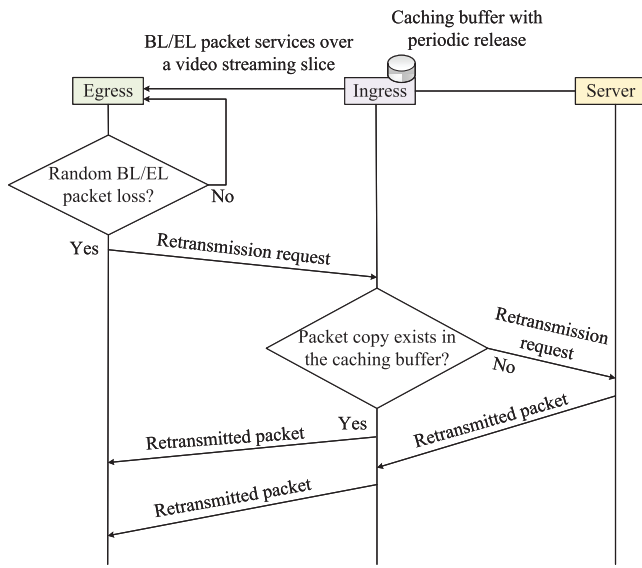 Caching buffer with
periodic release
BL/EL packet services over
a video streaming slice
Egress
Ingress
Server
Random BL/EL
packet loss?
No
Yes
Retransmission request
Packet copy exists in
the caching buffer?
Retransmission
request
No
Yes
Retransmitted packet
Retransmitted packet
Retransmitted packet